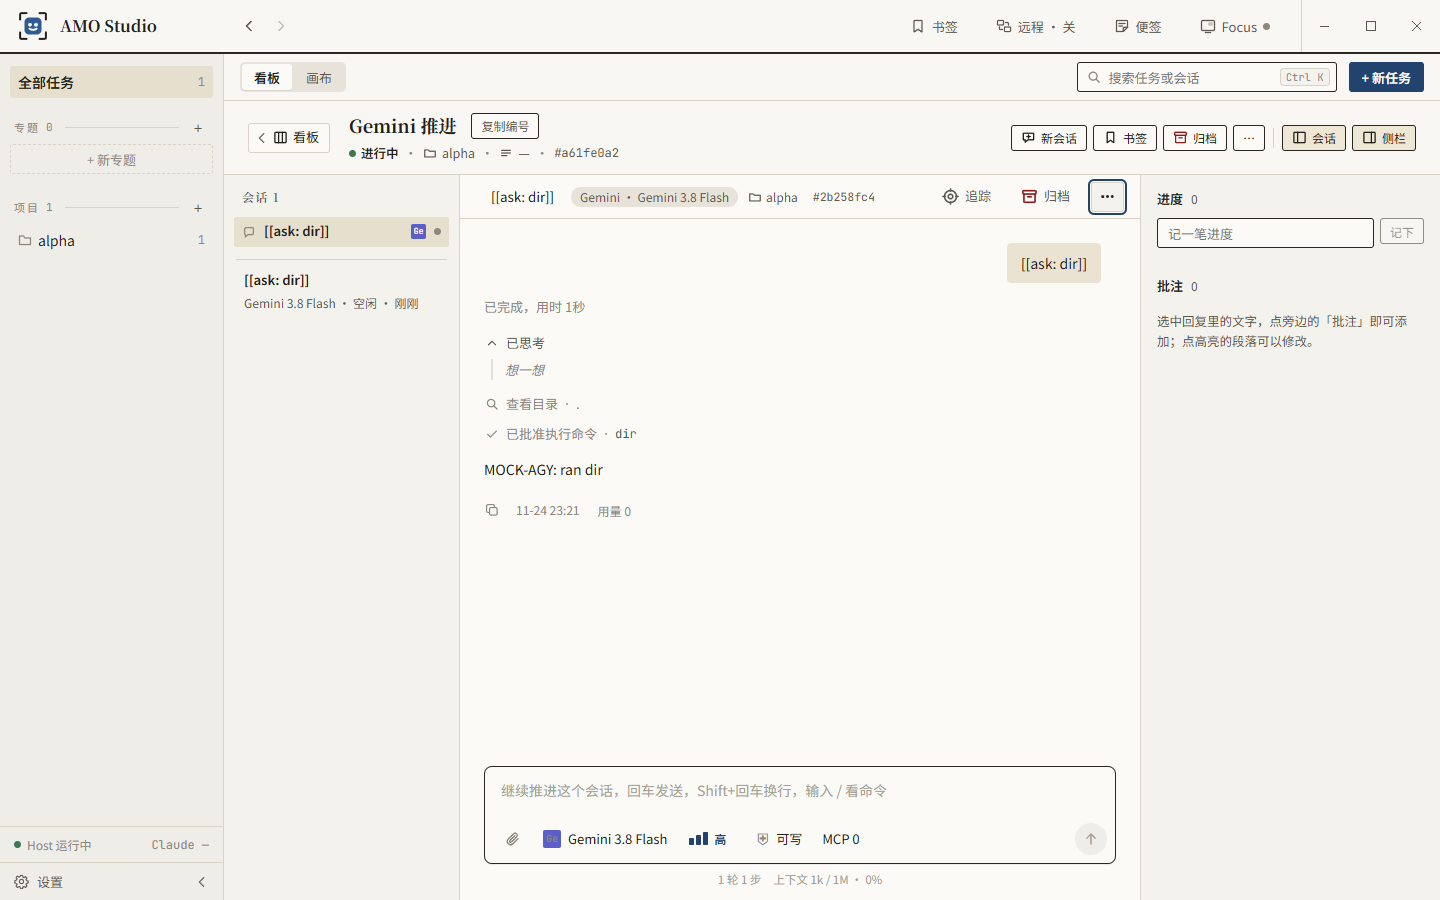 AMO Studio
书签
远程 · 关
便签
Focus
全部任务 1
专题 0 +
+ 新专题
项目 1 +
alpha 1
Host 运行中 Claude —
设置
看板 画布
搜索任务或会话 Ctrl K
+ 新任务
看板
Gemini 推进 复制编号
进行中 · alpha · — · #a61fe0a2
新会话 书签 归档 ··· 会话 侧栏
会话 1
[[ask: dir]] Ge
[[ask: dir]]
Gemini 3.8 Flash · 空闲 · 刚刚
[[ask: dir]] Gemini · Gemini 3.8 Flash alpha #2b258fc4 追踪 归档 ···
[[ask: dir]]
已完成，用时 1秒
已思考
想一想
查看目录 · .
已批准执行命令 · dir
MOCK-AGY: ran dir
11-24 23:21 用量 0
继续推进这个会话，回车发送，Shift+回车换行，输入 / 看命令
Ge Gemini 3.8 Flash 高 可写 MCP 0
1 轮 1 步 上下文 1k / 1M · 0%
进度 0
记一笔进度 记下
批注 0
选中回复里的文字，点旁边的「批注」即可添
加；点高亮的段落可以修改。